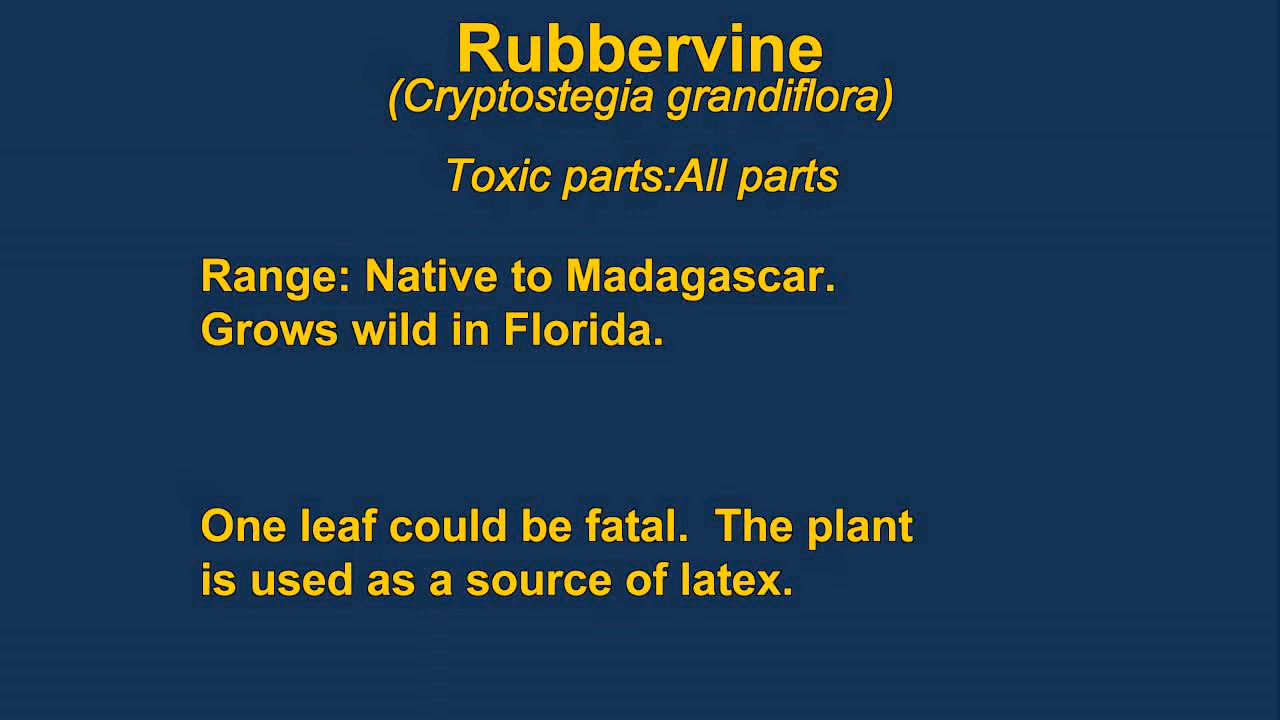 Rubbervine
(Cryptostegia grandiflora)
Toxic parts:All parts
Range: Native to Madagascar.
Grows wild in Florida.
One leaf could be fatal.  The plant
is used as a source of latex.